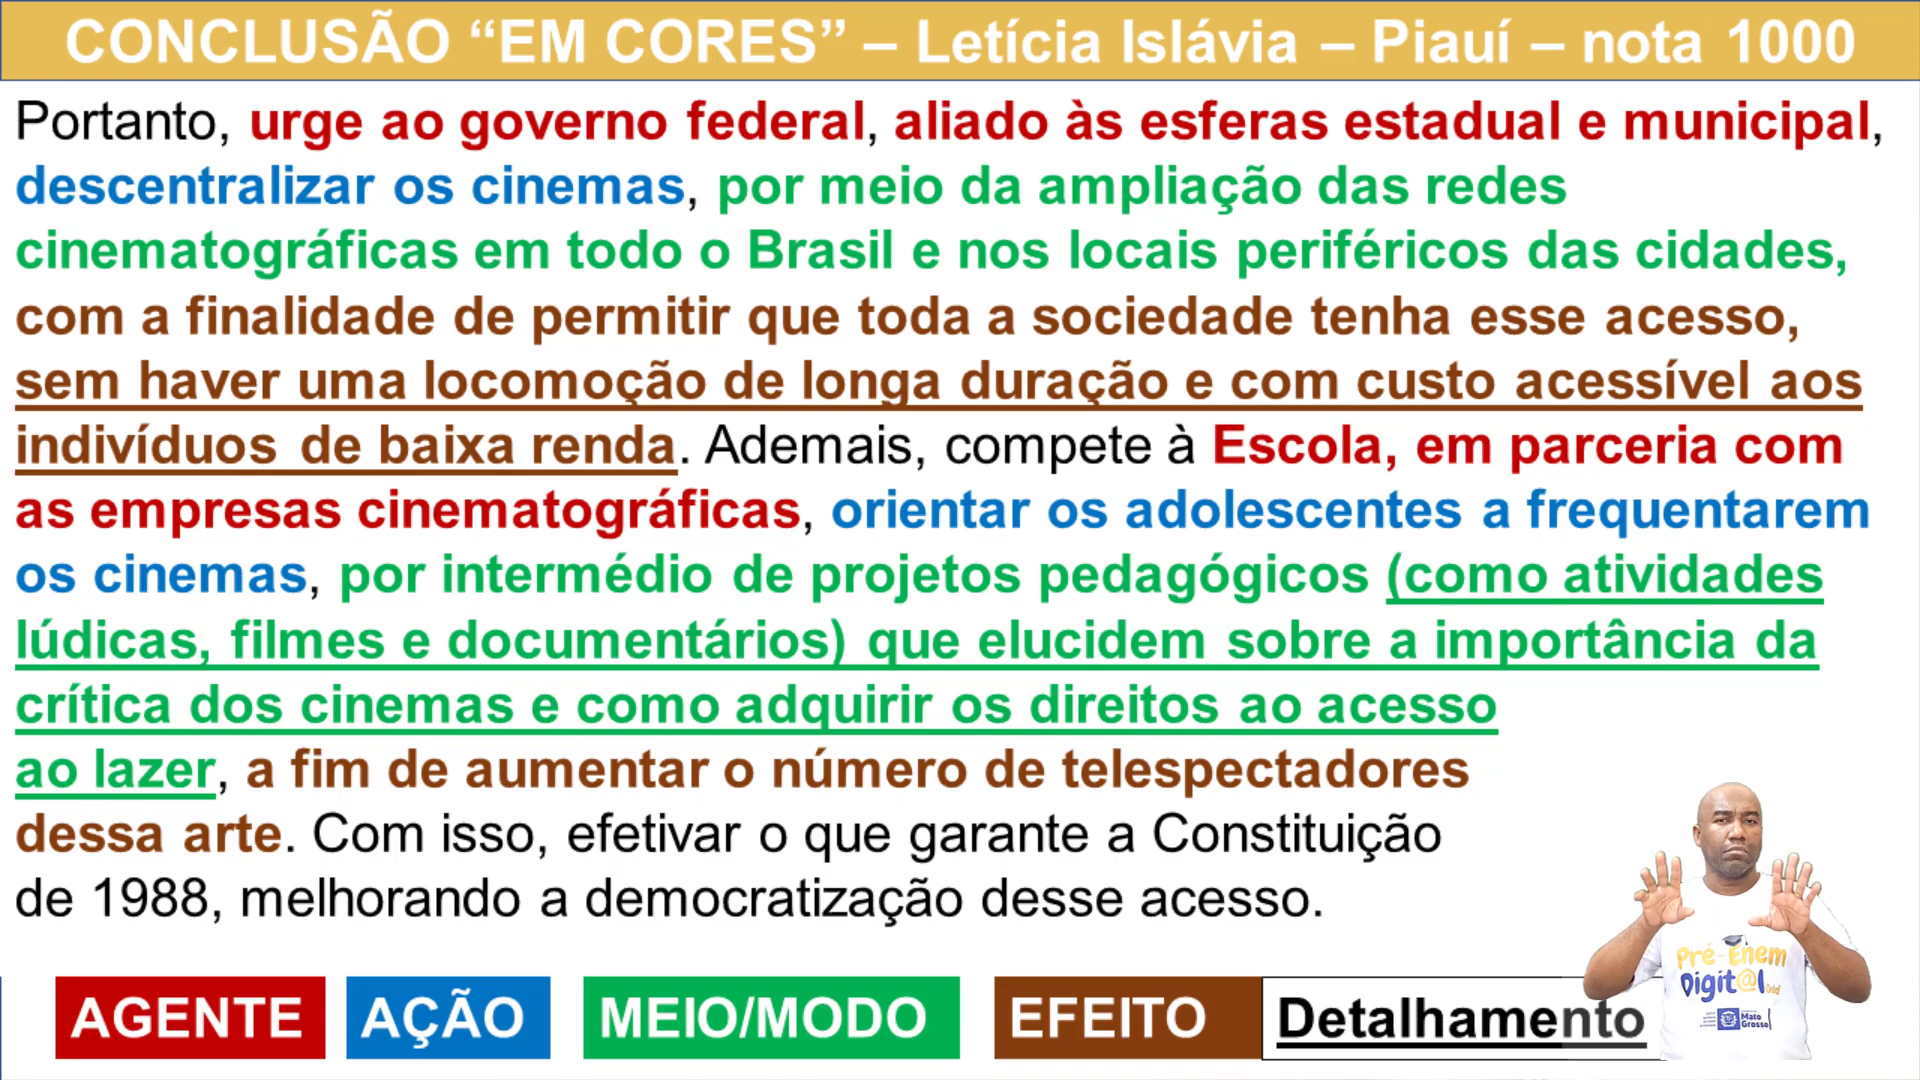 CONCLUSÃO “EM CORES” – Letícia Islávia – Piauí – nota 1000
Portanto, urge ao governo federal, aliado às esferas estadual e municipal,
descentralizar os cinemas, por meio da ampliação das redes
cinematográficas em todo o Brasil e nos locais periféricos das cidades,
com a finalidade de permitir que toda a sociedade tenha esse acesso,
sem haver uma locomoção de longa duração e com custo acessível aos
indivíduos de baixa renda. Ademais, compete à Escola, em parceria com
as empresas cinematográficas, orientar os adolescentes a frequentarem
os cinemas, por intermédio de projetos pedagógicos (como atividades
lúdicas, filmes e documentários) que elucidem sobre a importância da
crítica dos cinemas e como adquirir os direitos ao acesso
ao lazer, a fim de aumentar o número de telespectadores
dessa arte. Com isso, efetivar o que garante a Constituição
de 1988, melhorando a democratização desse acesso.
Pré-Enem
Digit@l
Mato
Grosso
AGENTE AÇÃO MEIO/MODO EFEITO Detalhamento